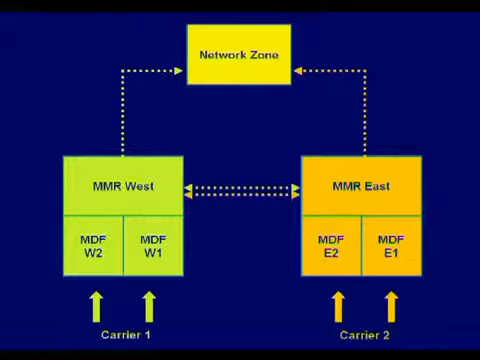 Network Zone
MMR West
MMR East
MDF
W2
MDF
W1
MDF
E2
MDF
E1
Carrier 1
Carrier 2